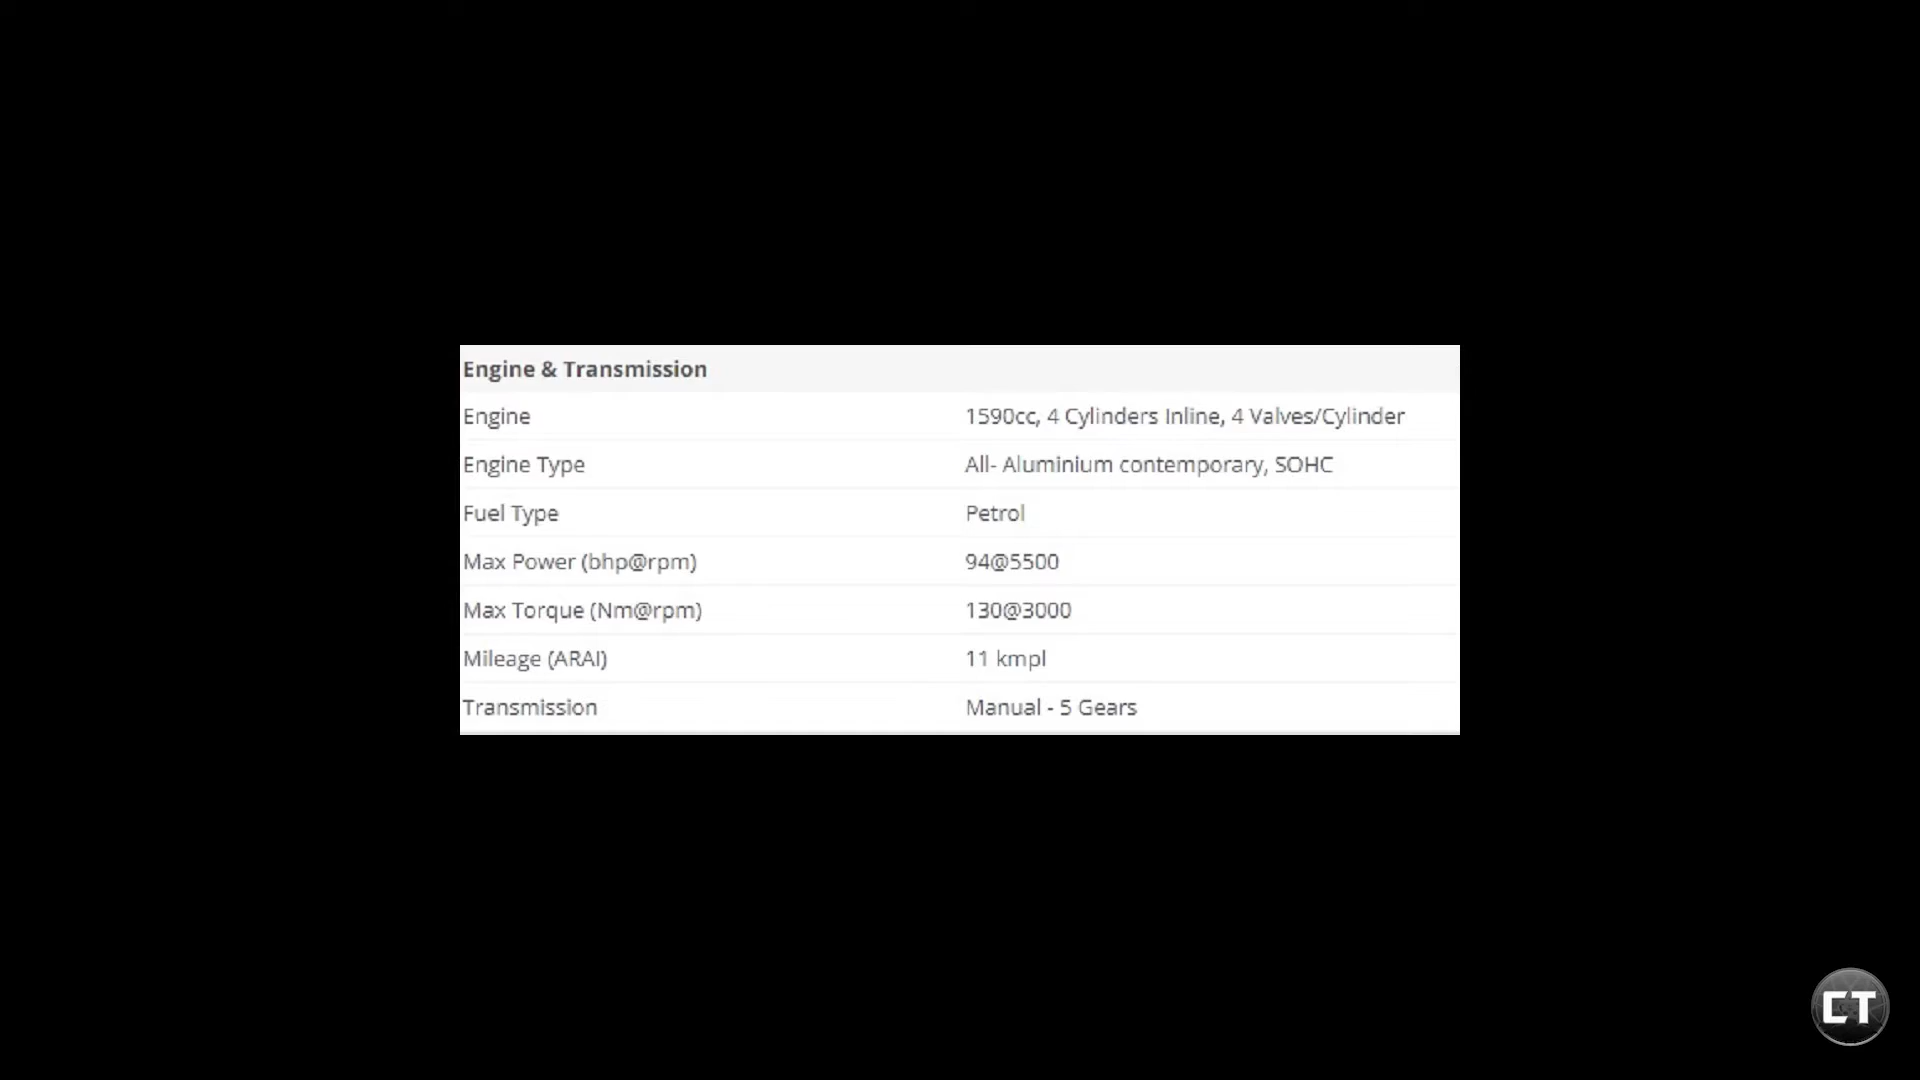 Engine & Transmission
Engine 1590cc, 4 Cylinders Inline, 4 Valves/Cylinder
Engine Type All- Aluminium contemporary, SOHC
Fuel Type Petrol
Max Power (bhp@rpm) 94@5500
Max Torque (Nm@rpm) 130@3000
Mileage (ARAI) 11 kmpl
Transmission Manual - 5 Gears
CT